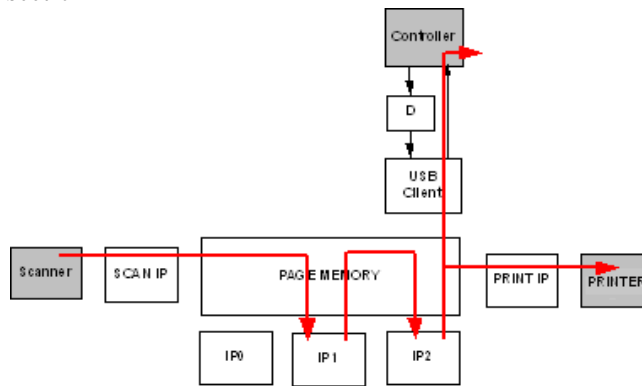 Controller
D
USB
Client
Scanner
SCAN IP
PAGE MEMORY
PRINT IP
PRINTER
IP0
IP1
IP2